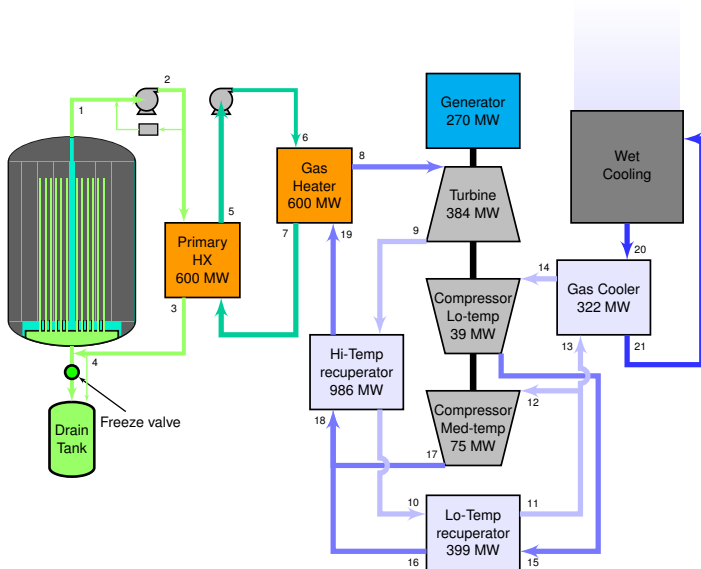 2
1
Generator
270 MW
Wet
Cooling
6
8
Gas
Heater
600 MW
Turbine
384 MW
5
7
19
9
Primary
HX
600 MW
20
14
Gas Cooler
322 MW
Compressor
Lo-temp
39 MW
3
13
21
Hi-Temp
recuperator
986 MW
4
Freeze valve
18
12
Compressor
Med-temp
75 MW
Drain
Tank
17
10
11
Lo-Temp
recuperator
399 MW
16
15